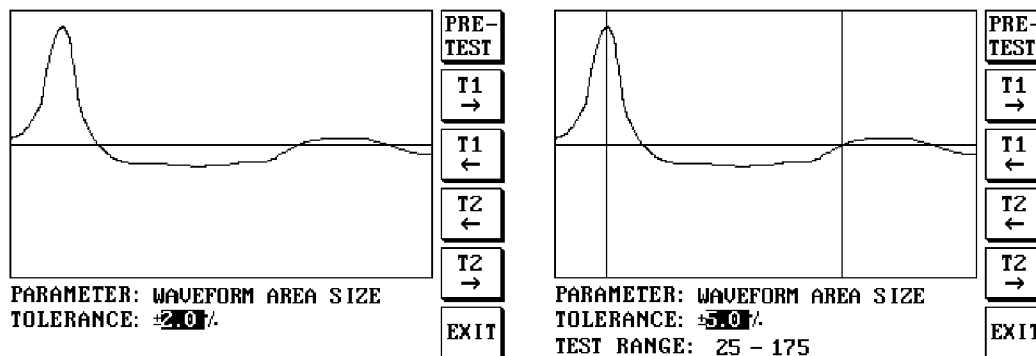 PRE-
TEST
T1
→
T1
←
T2
←
T2
→
EXIT
PARAMETER: WAVEFORM AREA SIZE
TOLERANCE: ±2.0 %
PRE-
TEST
T1
→
T1
←
T2
←
T2
→
EXIT
PARAMETER: WAVEFORM AREA SIZE
TOLERANCE: ±5.0 %
TEST RANGE: 25 - 175